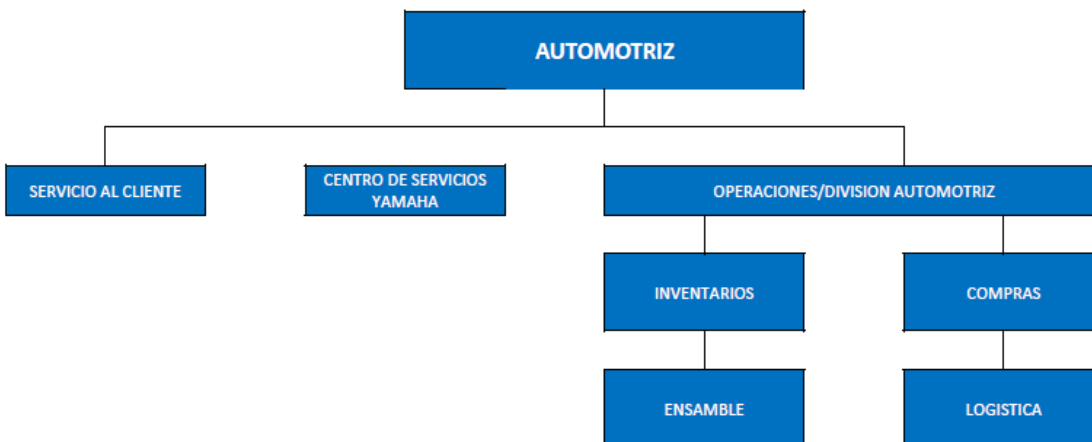 AUTOMOTRIZ
SERVICIO AL CLIENTE
CENTRO DE SERVICIOS
YAMAHA
OPERACIONES/DIVISION AUTOMOTRIZ
INVENTARIOS
COMPRAS
ENSAMBLE
LOGISTICA